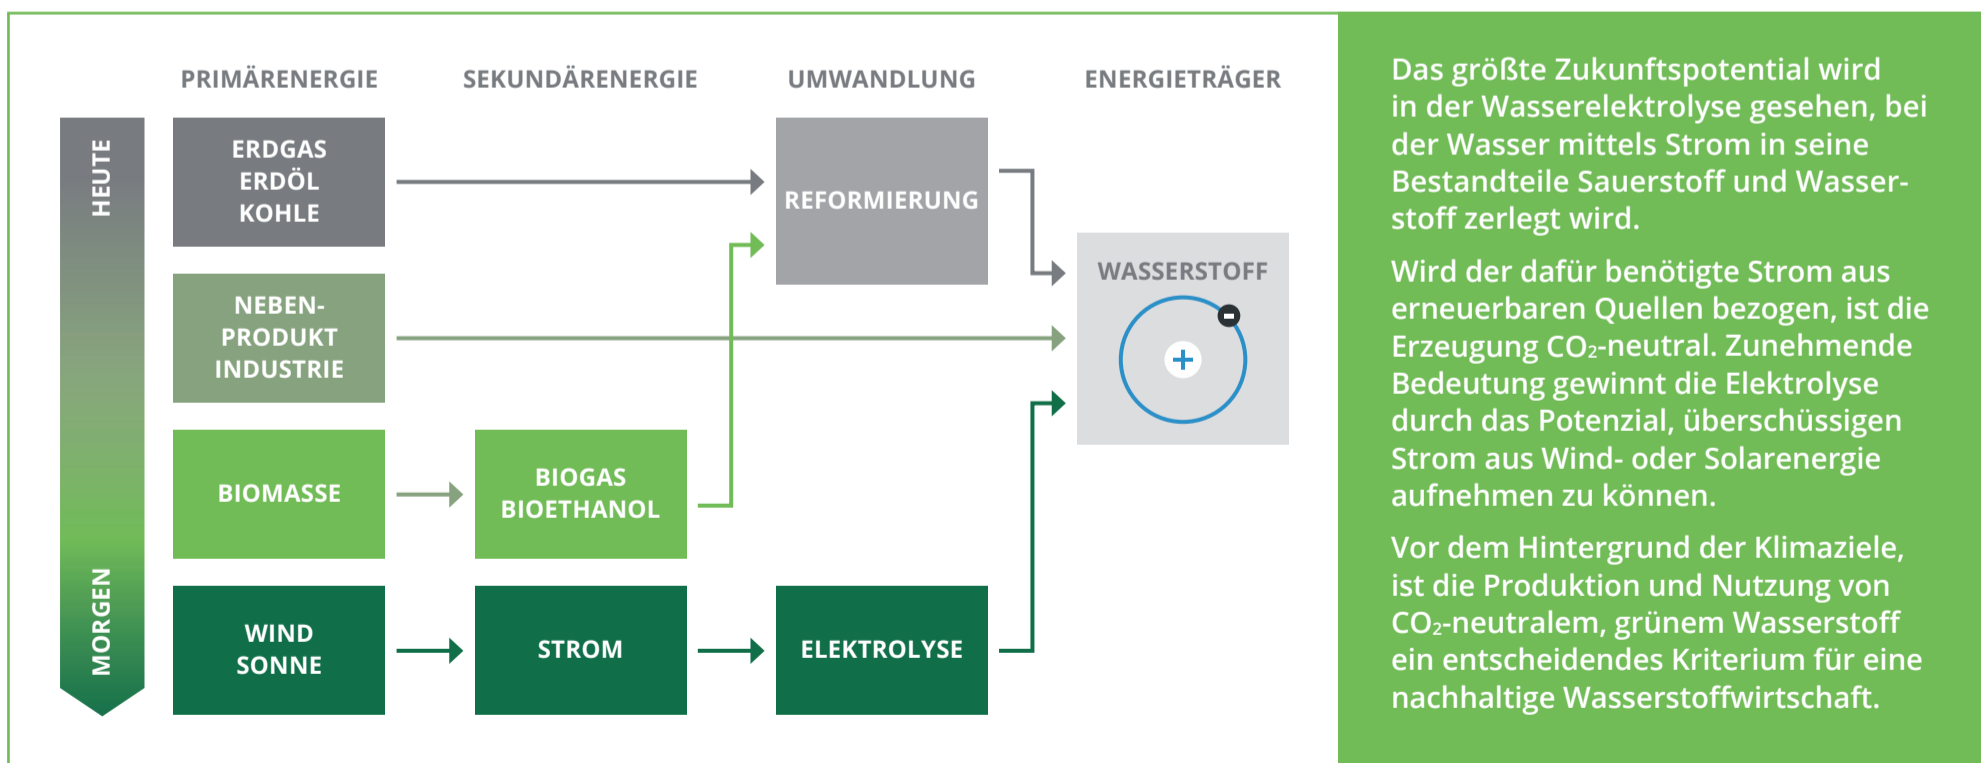 PRIMÄRENERGIE
SEKUNDÄRENERGIE
UMWANDLUNG
ENERGIETRÄGER
HEUTE
MORGEN
ERDGAS
ERDÖL
KOHLE
REFORMIERUNG
NEBEN-
PRODUKT
INDUSTRIE
WASSERSTOFF
BIOMASSE
BIOGAS
BIOETHANOL
WIND
SONNE
STROM
ELEKTROLYSE
Das größte Zukunftspotential wird
in der Wasserelektrolyse gesehen, bei
der Wasser mittels Strom in seine
Bestandteile Sauerstoff und Wasser-
stoff zerlegt wird.
Wird der dafür benötigte Strom aus
erneuerbaren Quellen bezogen, ist die
Erzeugung CO₂-neutral. Zunehmende
Bedeutung gewinnt die Elektrolyse
durch das Potenzial, überschüssigen
Strom aus Wind- oder Solarenergie
aufnehmen zu können.
Vor dem Hintergrund der Klimaziele,
ist die Produktion und Nutzung von
CO₂-neutralem, grünem Wasserstoff
ein entscheidendes Kriterium für eine
nachhaltige Wasserstoffwirtschaft.